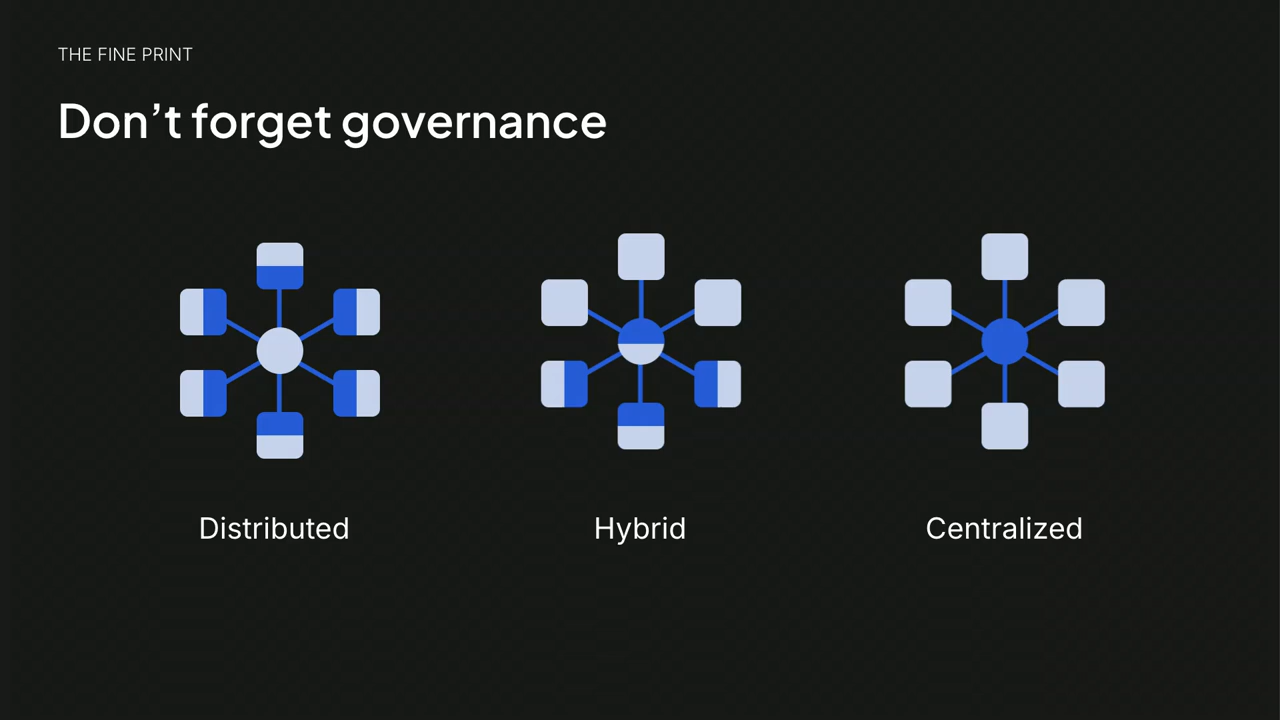 THE FINE PRINT
Don’t forget governance
Distributed
Hybrid
Centralized